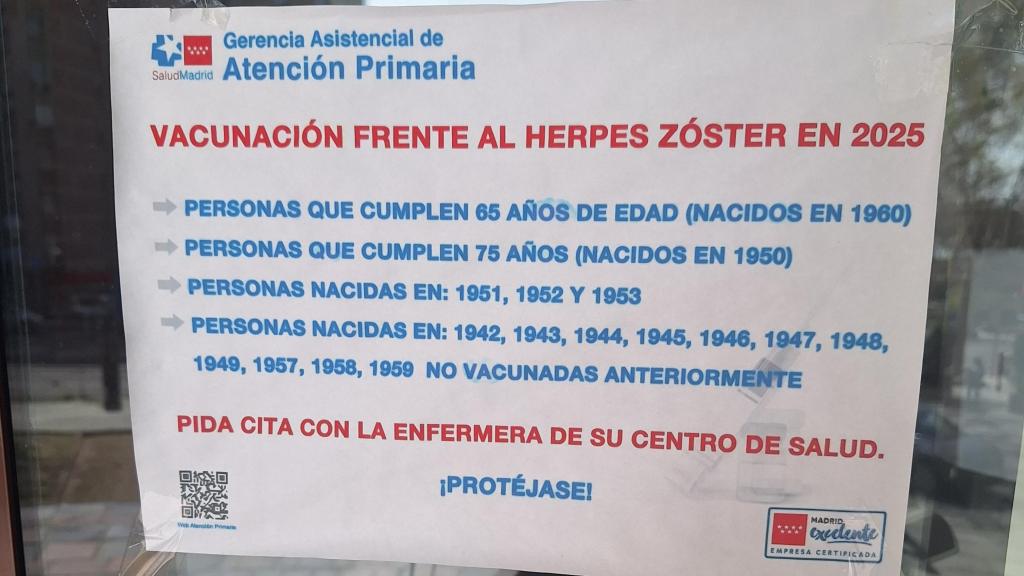 Gerencia Asistencial de
Atención Primaria
SaludMadrid
VACUNACIÓN FRENTE AL HERPES ZÓSTER EN 2025
PERSONAS QUE CUMPLEN 65 AÑOS DE EDAD (NACIDOS EN 1960)
PERSONAS QUE CUMPLEN 75 AÑOS (NACIDOS EN 1950)
PERSONAS NACIDAS EN: 1951, 1952 Y 1953
PERSONAS NACIDAS EN: 1942, 1943, 1944, 1945, 1946, 1947, 1948,
1949, 1957, 1958, 1959 NO VACUNADAS ANTERIORMENTE
PIDA CITA CON LA ENFERMERA DE SU CENTRO DE SALUD.
¡PROTÉJASE!
Web Atención Primaria
MADRID
excelente
EMPRESA CERTIFICADA